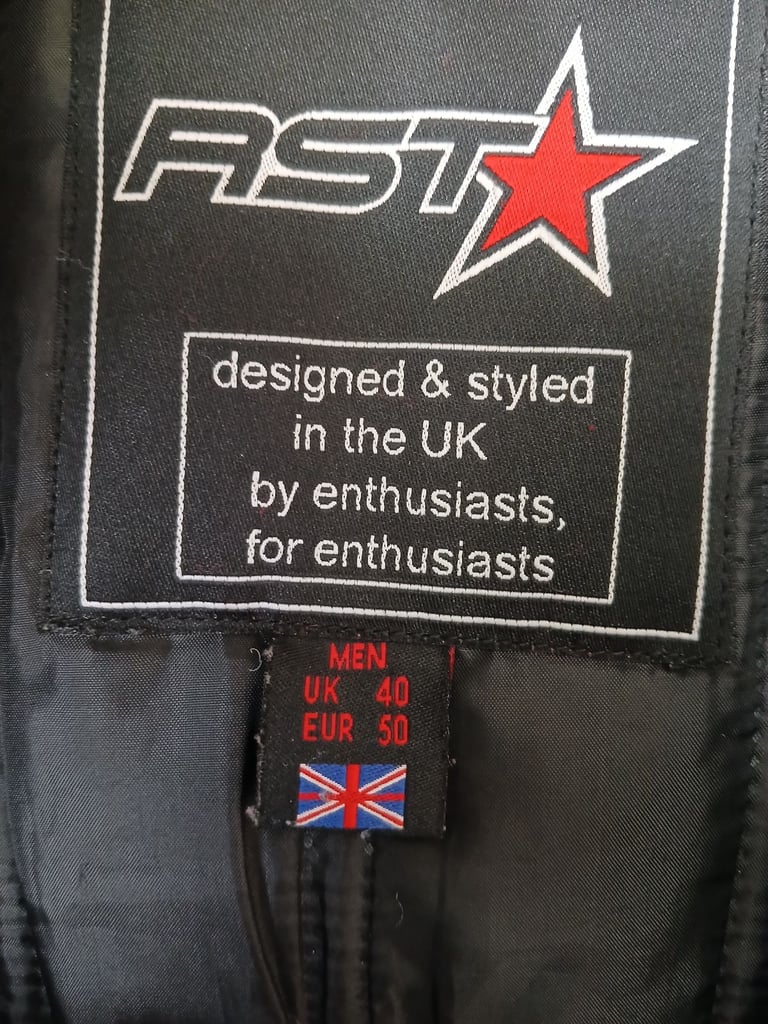 RST
designed & styled
in the UK
by enthusiasts,
for enthusiasts
MEN
UK 40
EUR 50